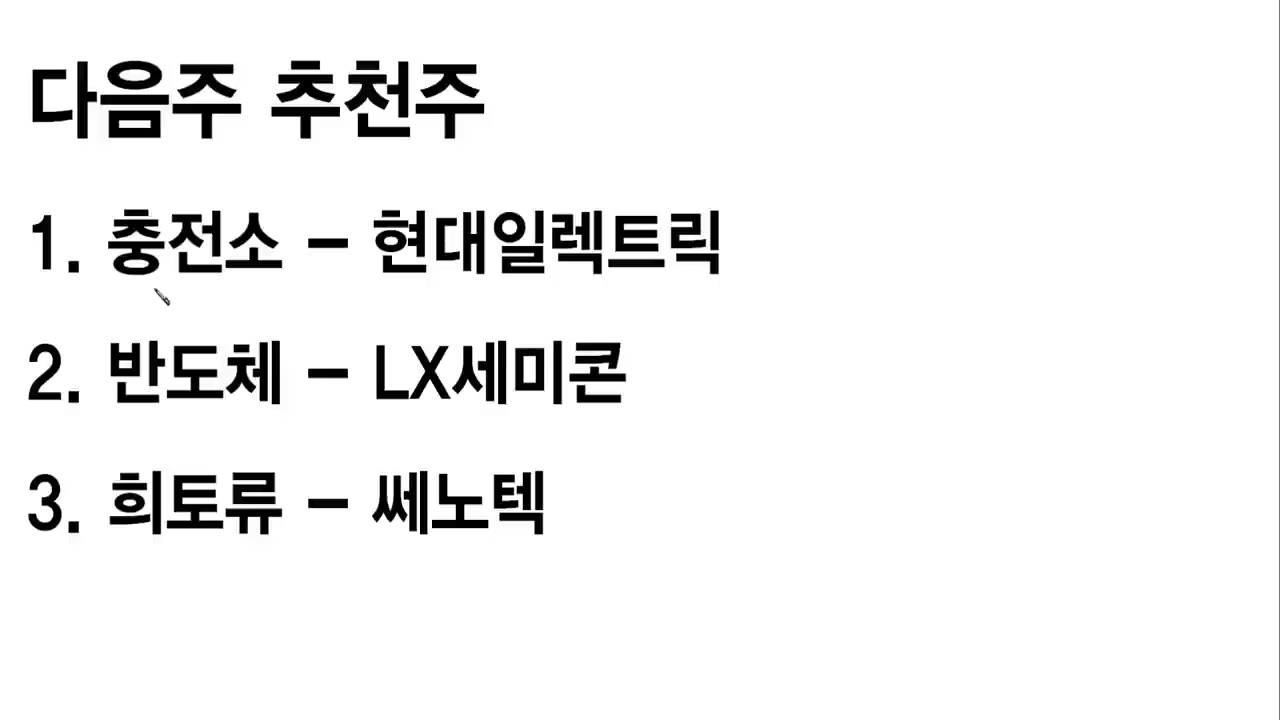 다음주 추천주
1. 충전소 - 현대일렉트릭
2. 반도체 - LX세미콘
3. 희토류 - 쎄노텍